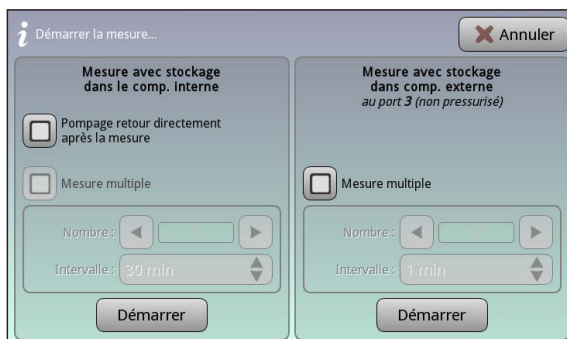 Démarrer la mesure...
Annuler
Mesure avec stockage
dans le comp. interne
Pompage retour directement
après la mesure
Mesure multiple
Nombre :
Intervalle : 30 min
Démarrer
Mesure avec stockage
dans comp. externe
au port 3 (non pressurisé)
Mesure multiple
Nombre :
Intervalle : 1 min
Démarrer